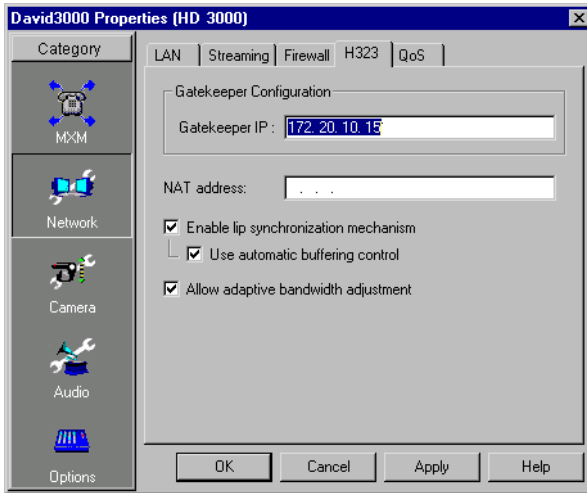 David3000 Properties (HD 3000)
Category
MXM
Network
Camera
Audio
Options
LAN Streaming Firewall H323 QoS
Gatekeeper Configuration
Gatekeeper IP : 172. 20. 10. 15
NAT address: . . .
Enable lip synchronization mechanism
Use automatic buffering control
Allow adaptive bandwidth adjustment
OK Cancel Apply Help